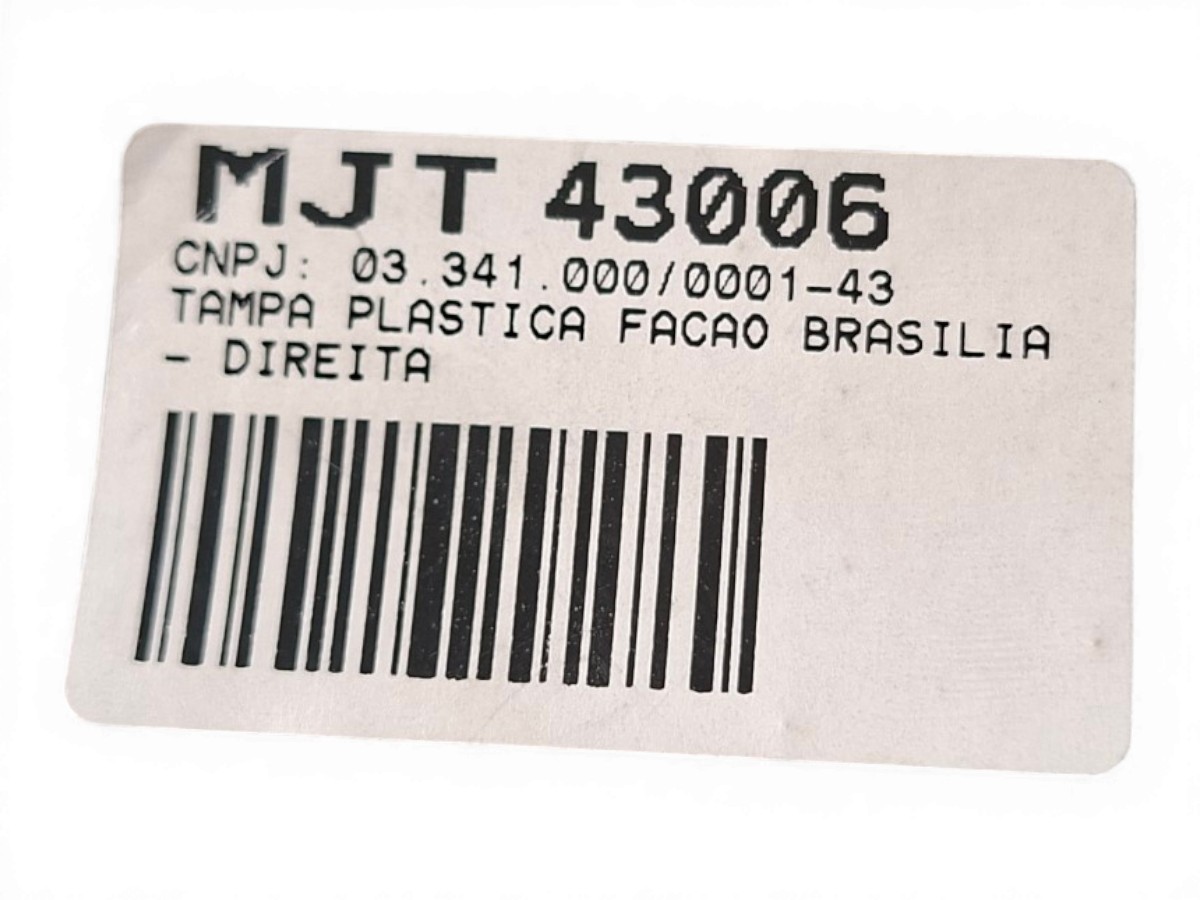 MJT 43006
CNPJ: 03.341.000/0001-43
TAMPA PLASTICA FACAO BRASILIA
- DIREITA